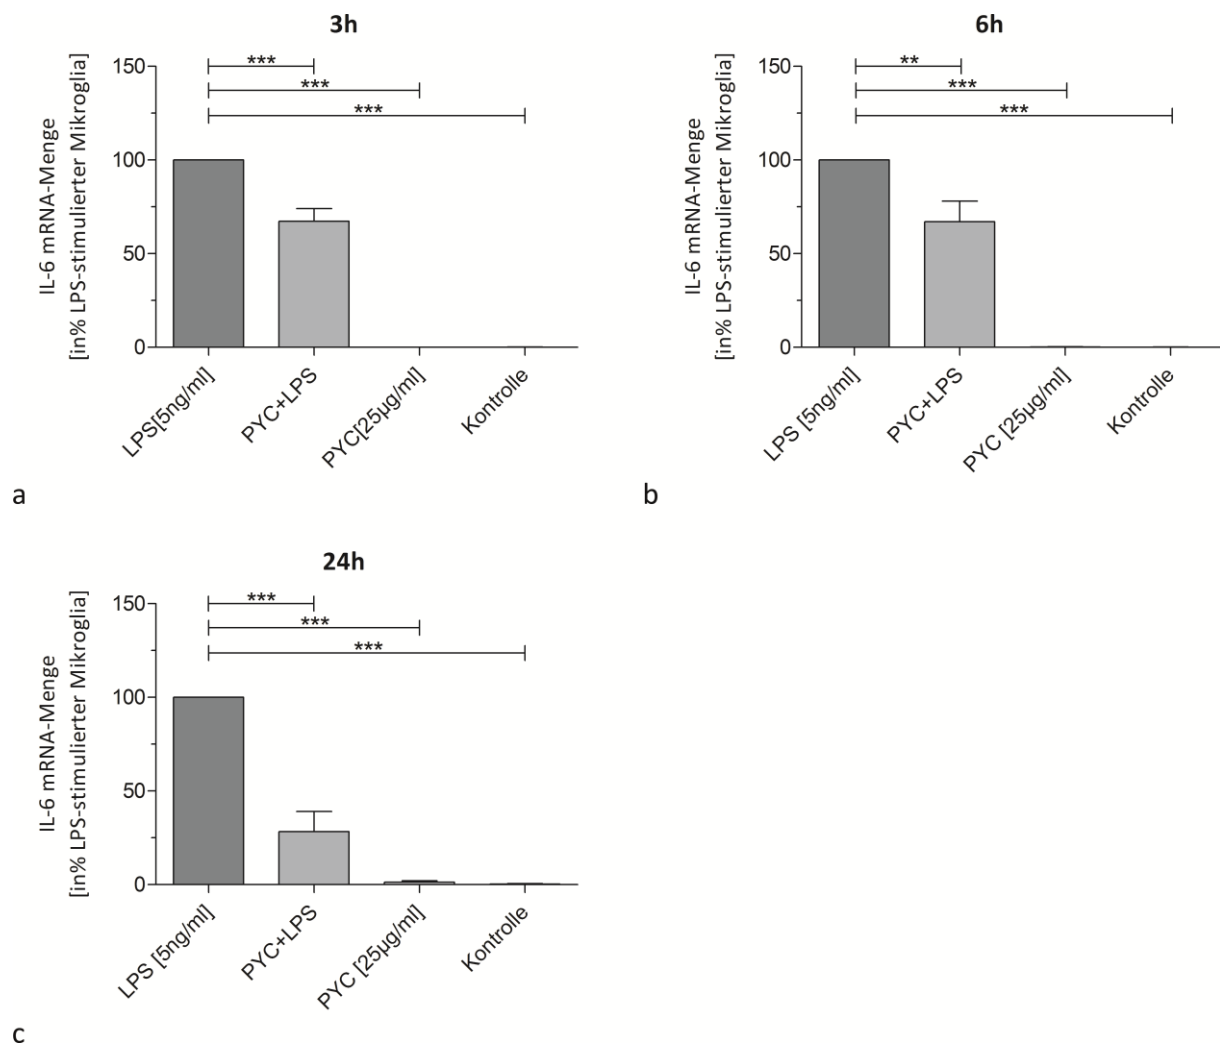 3h
IL-6 mRNA-Menge
[in% LPS-stimulierter Mikroglia]
150
100
50
0
***
***
***
LPS[5ng/ml]
PYC+LPS
PYC[25µg/ml]
Kontrolle
a
6h
IL-6 mRNA-Menge
[in% LPS-stimulierter Mikroglia]
150
100
50
0
**
***
***
LPS [5ng/ml]
PYC+LPS
PYC [25µg/ml]
Kontrolle
b
24h
IL-6 mRNA-Menge
[in% LPS-stimulierter Mikroglia]
150
100
50
0
***
***
***
LPS [5ng/ml]
PYC+LPS
PYC [25µg/ml]
Kontrolle
c